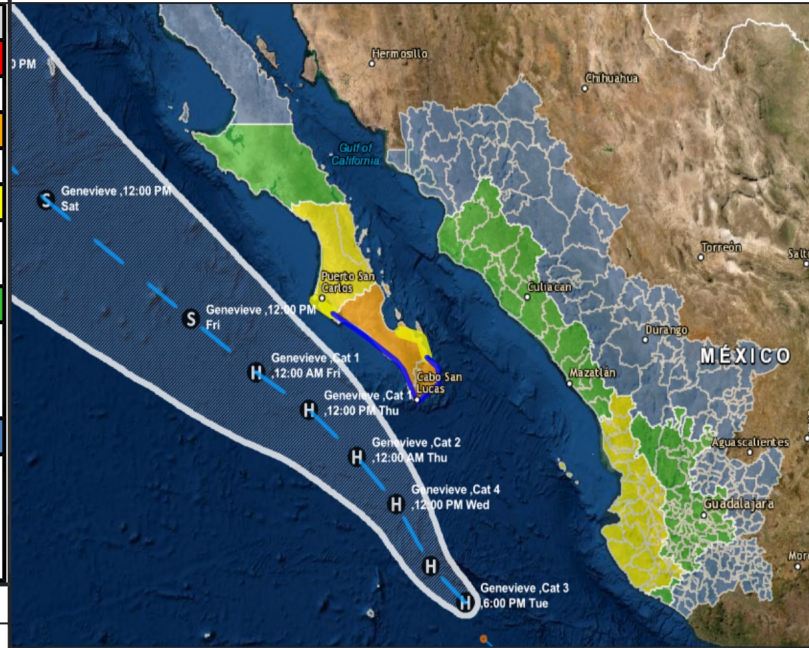 PM
Hermosillo
Chihuahua
Gulf of
California
Genevieve ,12:00 PM
Sat
Torreón
Salt
Puerto San
Carlos
Culiacan
Genevieve ,12:00 PM
Fri
S
S
Durango
MÉXICO
Genevieve ,Cat 1
,12:00 AM Fri
H
Cabo San
Lucas
Mazatlán
Genevieve ,Cat 1
,12:00 PM Thu
H
Aguascalientes
Genevieve ,Cat 2
,12:00 AM Thu
H
Genevieve ,Cat 4
,12:00 PM Wed
H
Guadalajara
Mor
H
Genevieve ,Cat 3
,6:00 PM Tue
H